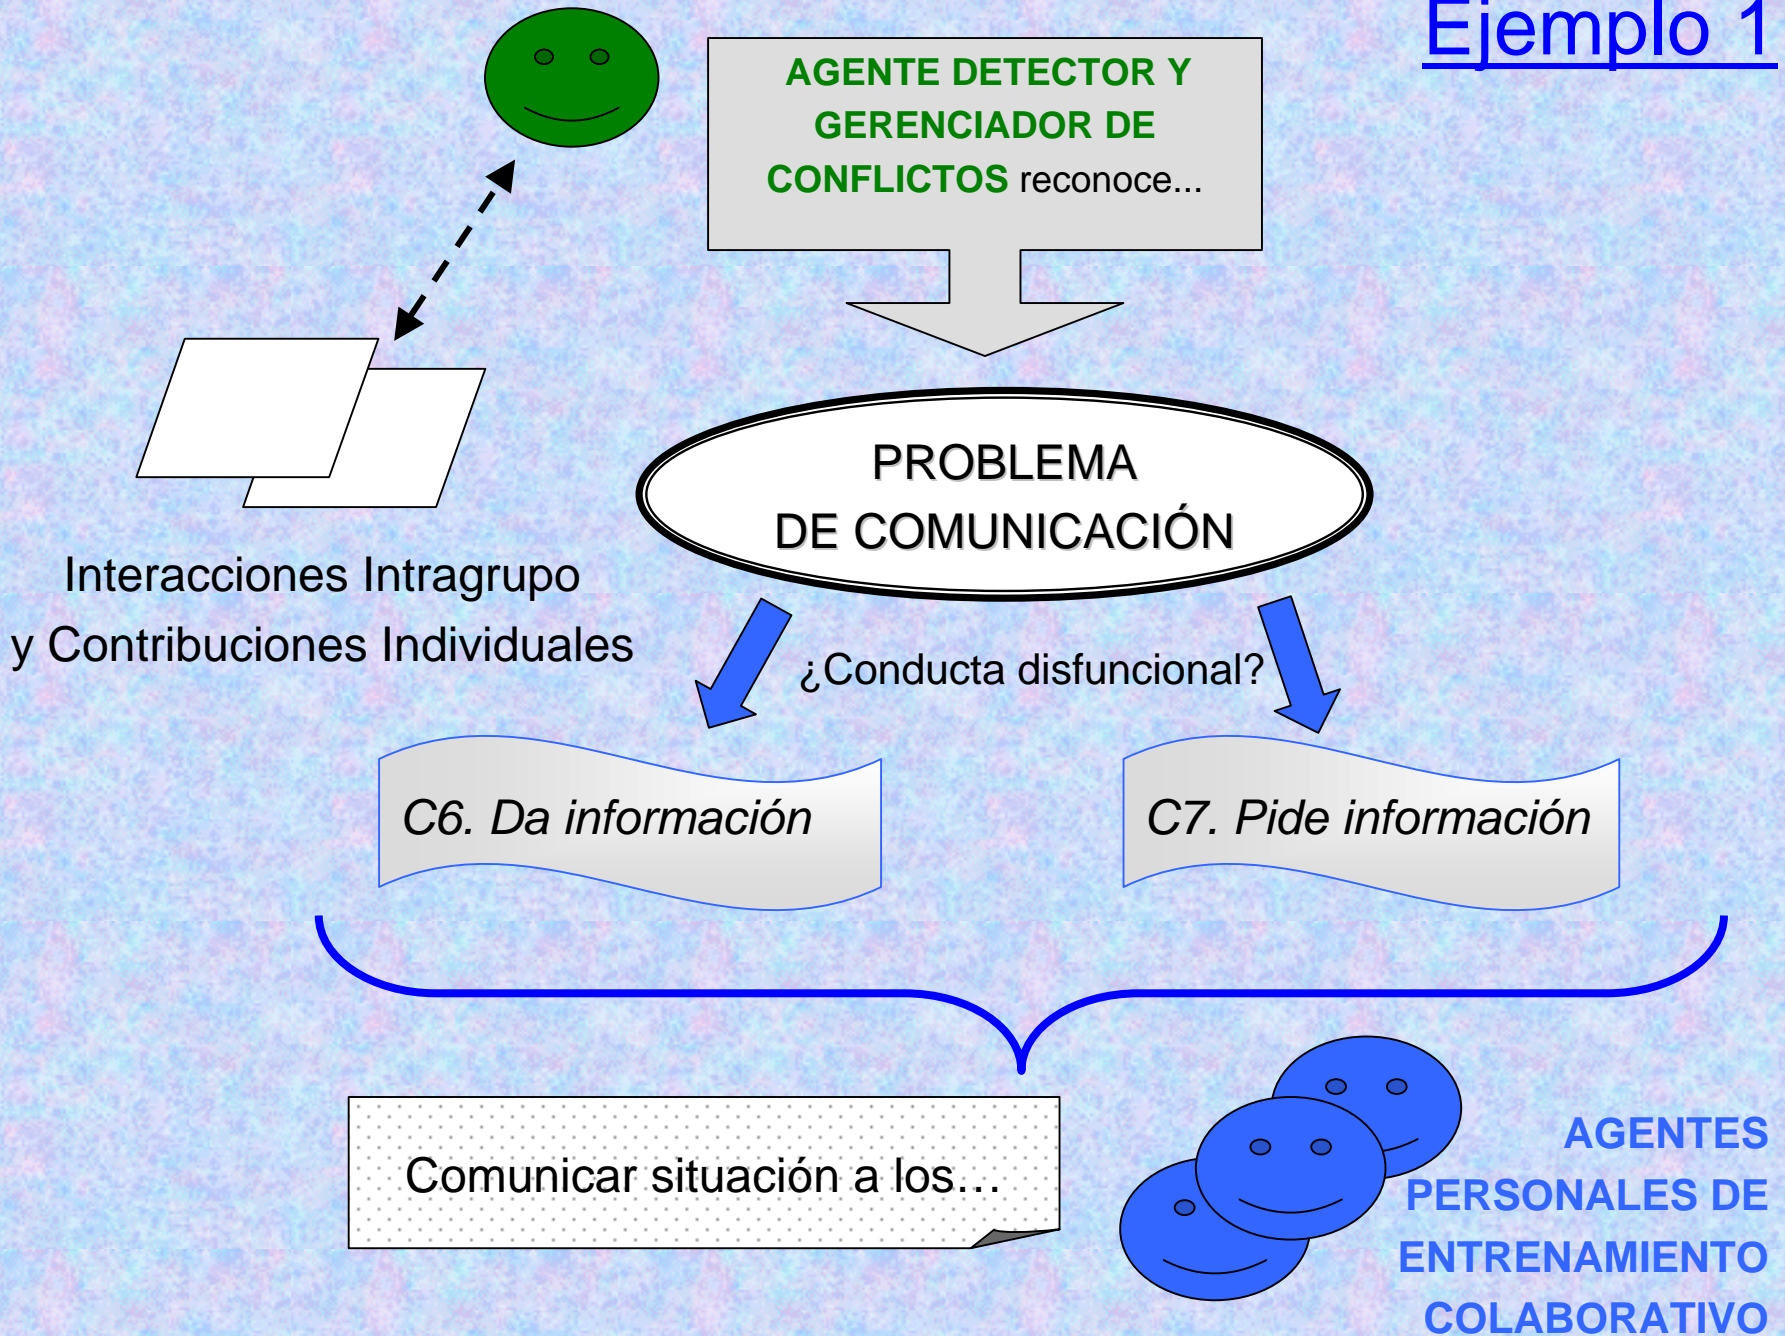 Ejemplo 1
AGENTE DETECTOR Y
GERENCIADOR DE
CONFLICTOS reconoce...
PROBLEMA
DE COMUNICACIÓN
Interacciones Intragrupo
y Contribuciones Individuales
¿Conducta disfuncional?
C6. Da información
C7. Pide información
Comunicar situación a los…
AGENTES
PERSONALES DE
ENTRENAMIENTO
COLABORATIVO